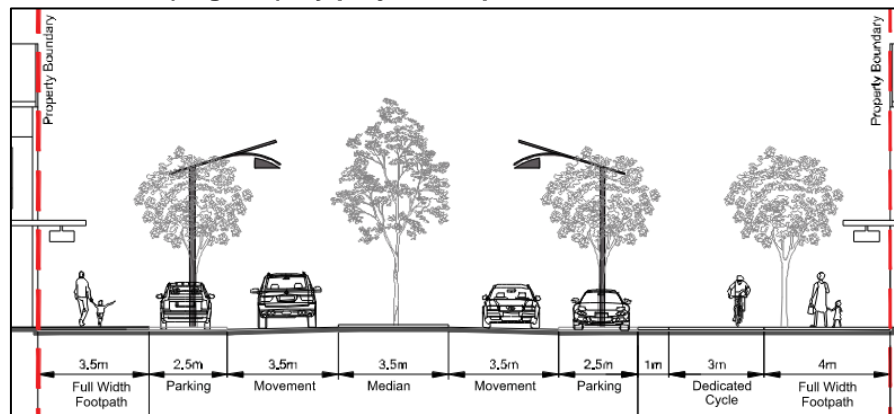 Property Boundary
Property Boundary
3.5m
2.5m
3.5m
3.5m
3.5m
2.5m
1m
3m
4m
Full Width
Footpath
Parking
Movement
Median
Movement
Parking
Dedicated
Cycle
Full Width
Footpath